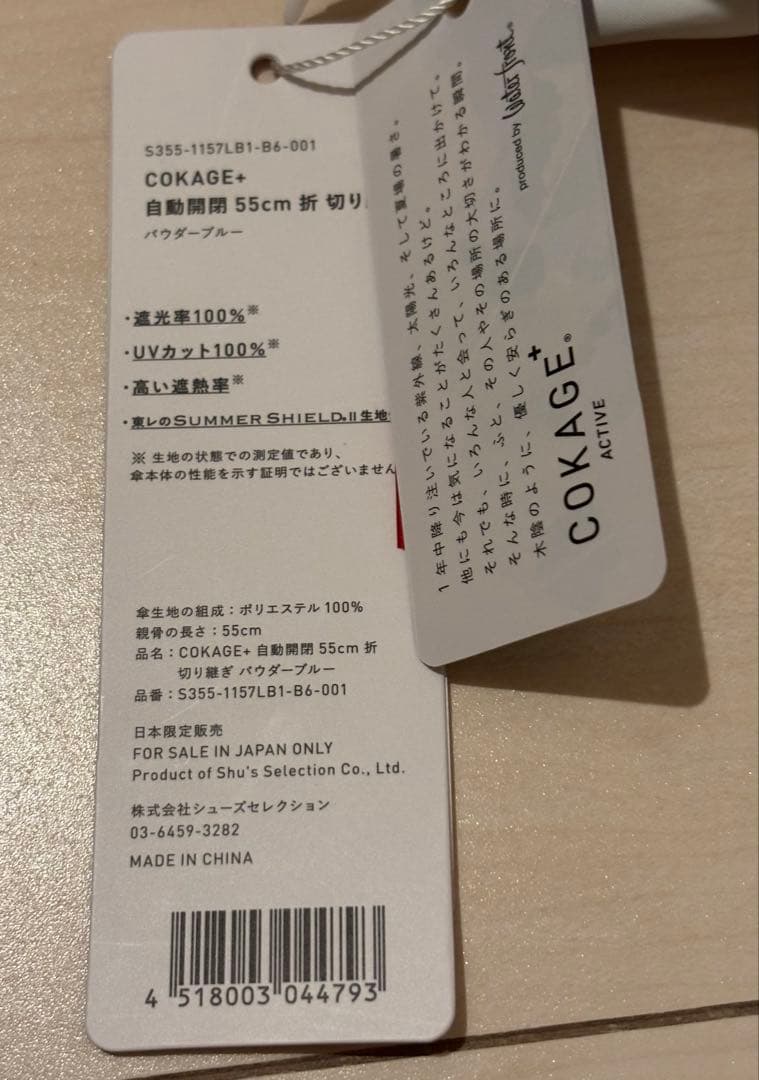 S355-1157LB1-B6-001
COKAGE+
自動開閉 55cm 折 切り
パウダーブルー
・遮光率100%※
・UVカット100%※
・高い遮熱率※
・東レのSUMMER SHIELD®II生地
※ 生地の状態での測定値であり、
傘本体の性能を示す証明ではございません
傘生地の組成：ポリエステル 100%
親骨の長さ：55cm
品名：COKAGE+ 自動開閉 55cm 折
切り継ぎ パウダーブルー
品番：S355-1157LB1-B6-001
日本限定販売
FOR SALE IN JAPAN ONLY
Product of Shu's Selection Co., Ltd.
株式会社シューズセレクション
03-6459-3282
MADE IN CHINA
4 518003 044793
1年中降り注いでいる紫外線、太陽光、そして夏場の暑さ。
他にも今は気になることがたくさんあるけど。
それでも、いろんな人と会って、いろんなところに出かけて。
そんな時に、ふと、その人やその場所の大切さがわかる瞬間。
木陰のように、優しく安らぎのある場所に。
COKAGE+®
ACTIVE
produced by Waterfront®